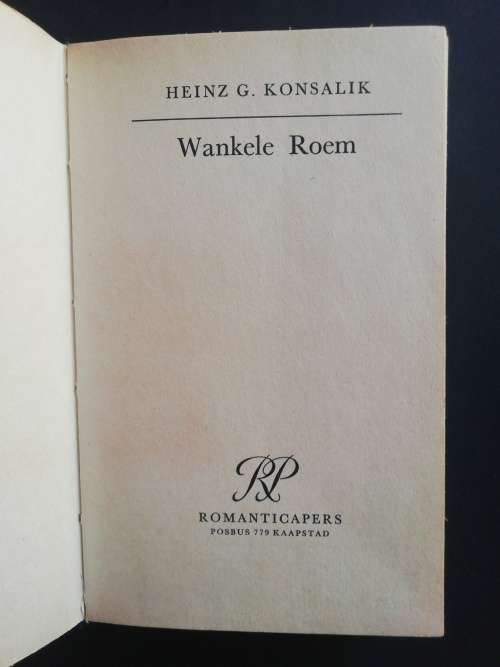 HEINZ G. KONSALIK
Wankele Roem
RP
ROMANTICAPERS
POSBUS 779 KAAPSTAD